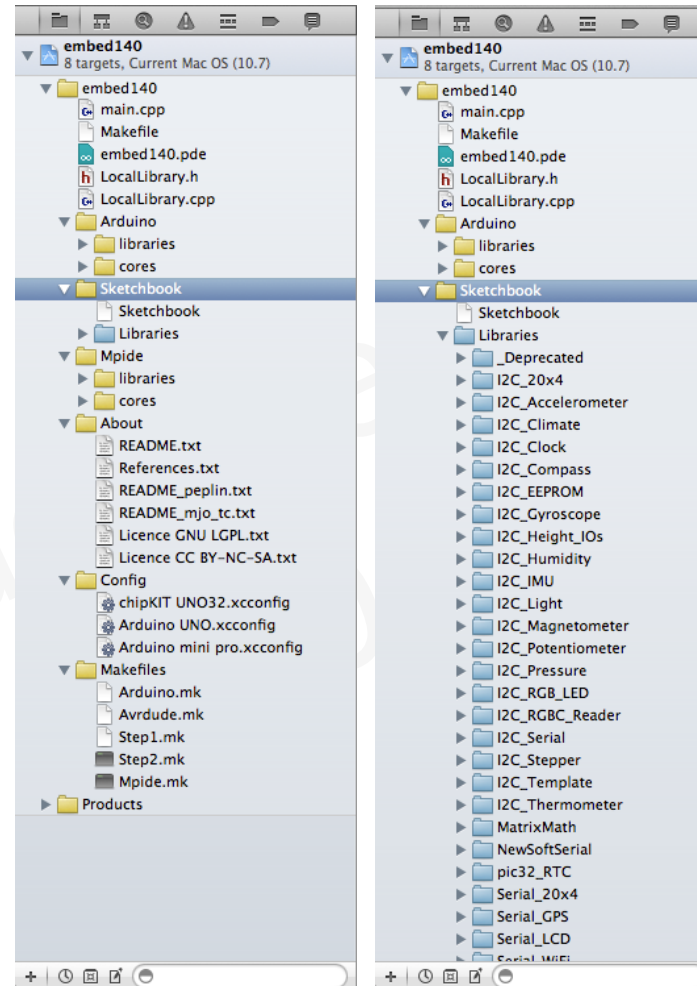 embed140
8 targets, Current Mac OS (10.7)
embed140
main.cpp
Makefile
embed140.pde
LocalLibrary.h
LocalLibrary.cpp
Arduino
libraries
cores
Sketchbook
Sketchbook
Libraries
Mpide
libraries
cores
About
README.txt
References.txt
README_peplin.txt
README_mjo_tc.txt
Licence GNU LGPL.txt
Licence CC BY-NC-SA.txt
Config
chipKIT UNO32.xcconfig
Arduino UNO.xcconfig
Arduino mini pro.xcconfig
Makefiles
Arduino.mk
Avrdude.mk
Step1.mk
Step2.mk
Mpide.mk
Products
embed140
8 targets, Current Mac OS (10.7)
embed140
main.cpp
Makefile
embed140.pde
LocalLibrary.h
LocalLibrary.cpp
Arduino
libraries
cores
Sketchbook
Sketchbook
Libraries
_Deprecated
I2C_20x4
I2C_Accelerometer
I2C_Climate
I2C_Clock
I2C_Compass
I2C_EEPROM
I2C_Gyroscope
I2C_Height_IOs
I2C_Humidity
I2C_IMU
I2C_Light
I2C_Magnetometer
I2C_Potentiometer
I2C_Pressure
I2C_RGB_LED
I2C_RGBC_Reader
I2C_Serial
I2C_Stepper
I2C_Template
I2C_Thermometer
MatrixMath
NewSoftSerial
pic32_RTC
Serial_20x4
Serial_GPS
Serial_LCD
Serial_WiFi